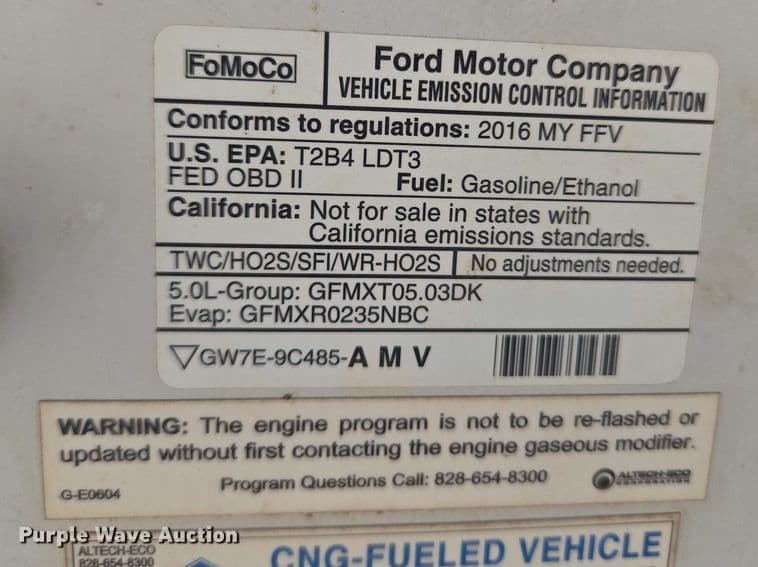 FoMoCo
Ford Motor Company
VEHICLE EMISSION CONTROL INFORMATION
Conforms to regulations: 2016 MY FFV
U.S. EPA: T2B4 LDT3
FED OBD II Fuel: Gasoline/Ethanol
California: Not for sale in states with
California emissions standards.
TWC/HO2S/SFI/WR-HO2S No adjustments needed.
5.0L-Group: GFMXT05.03DK
Evap: GFMXR0235NBC
GW7E-9C485-A M V
WARNING: The engine program is not to be re-flashed or
updated without first contacting the engine gaseous modifier.
Program Questions Call: 828-654-8300
G-E0604
ALTECH-ECO
CORPORATION
Purple Wave Auction
ALTECH-ECO
828-654-8300
CNG-FUELED VEHICLE